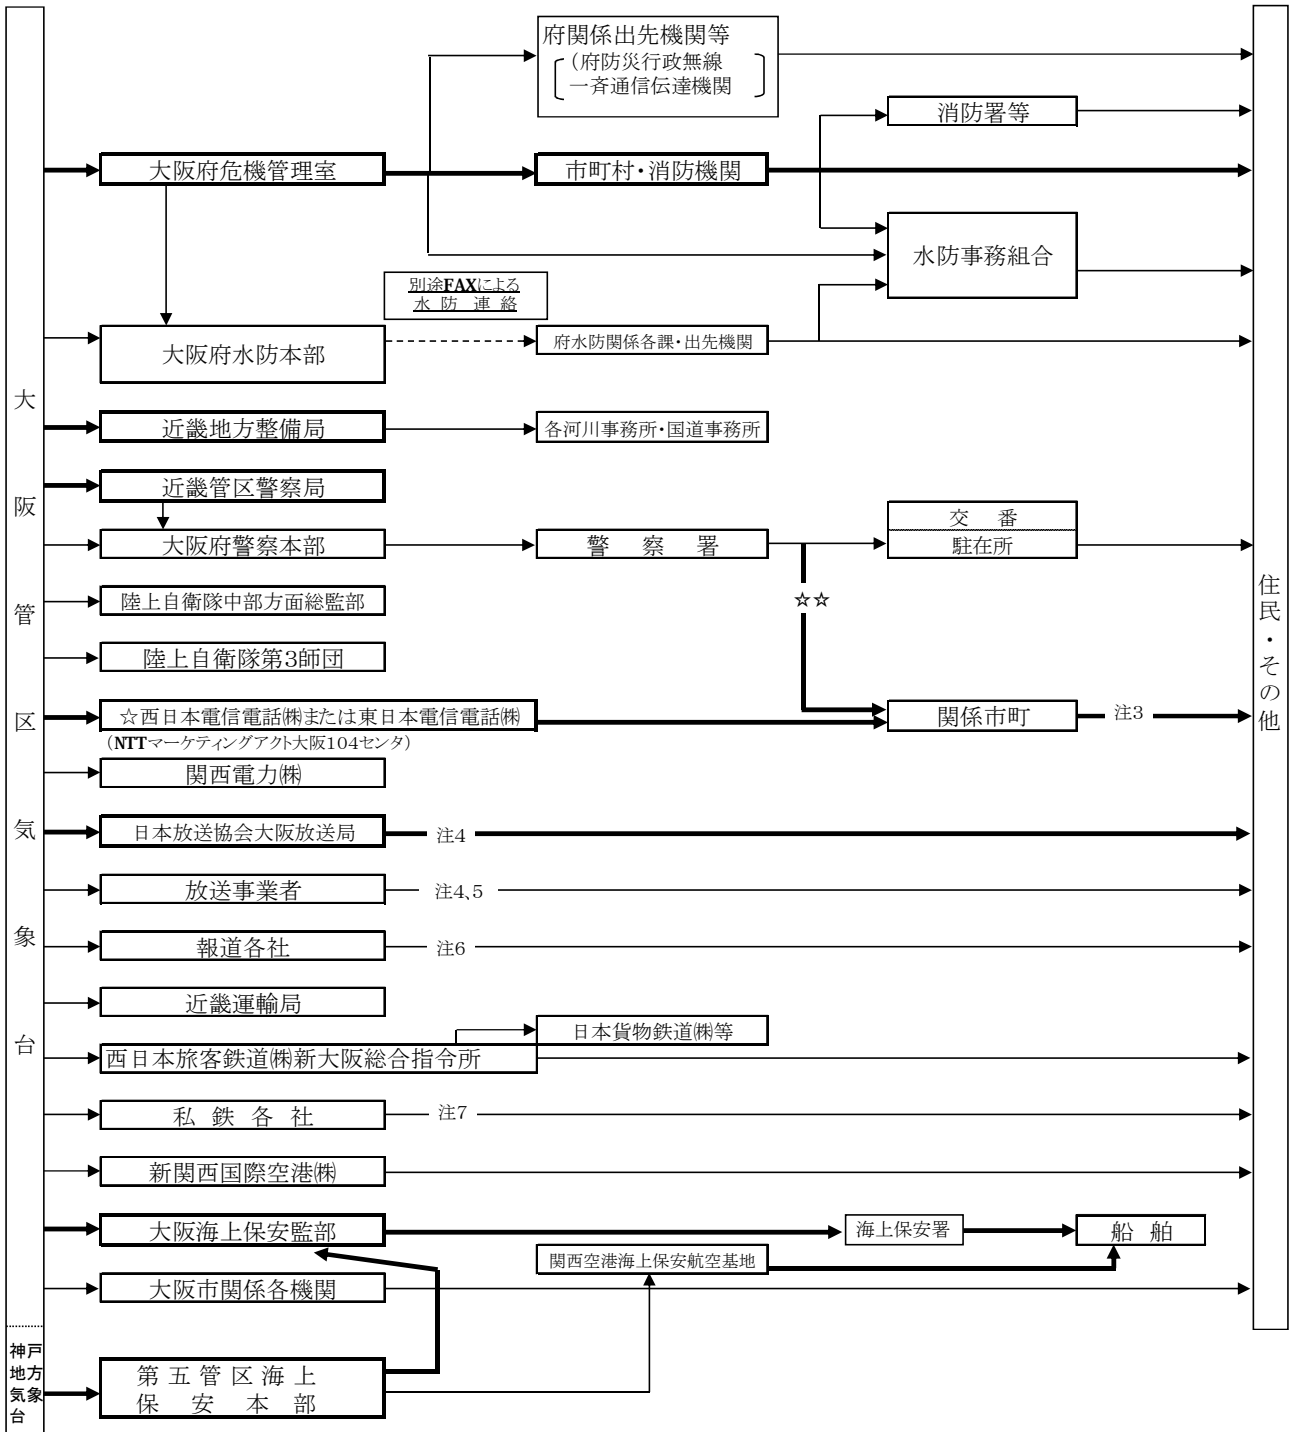 大阪管区気象台
神戸
地方
気象
台
府関係出先機関等
（府防災行政無線
一斉通信伝達機関
消防署等
大阪府危機管理室
市町村・消防機関
水防事務組合
別途FAXによる
水 防 連 絡
大阪府水防本部
府水防関係各課・出先機関
近畿地方整備局
各河川事務所・国道事務所
近畿管区警察局
大阪府警察本部
警 察 署
交 番
駐在所
陸上自衛隊中部方面総監部
☆☆
陸上自衛隊第3師団
☆西日本電信電話㈱または東日本電信電話㈱
（NTTマーケティングアクト大阪104センタ）
関係市町
注3
関西電力㈱
日本放送協会大阪放送局
注4
放送事業者
注4、5
報道各社
注6
近畿運輸局
日本貨物鉄道㈱等
西日本旅客鉄道㈱新大阪総合指令所
私 鉄 各 社
注7
新関西国際空港㈱
大阪海上保安監部
海上保安署
船 舶
関西空港海上保安航空基地
大阪市関係各機関
第 五 管 区 海 上
保 安 本 部
住民・その他